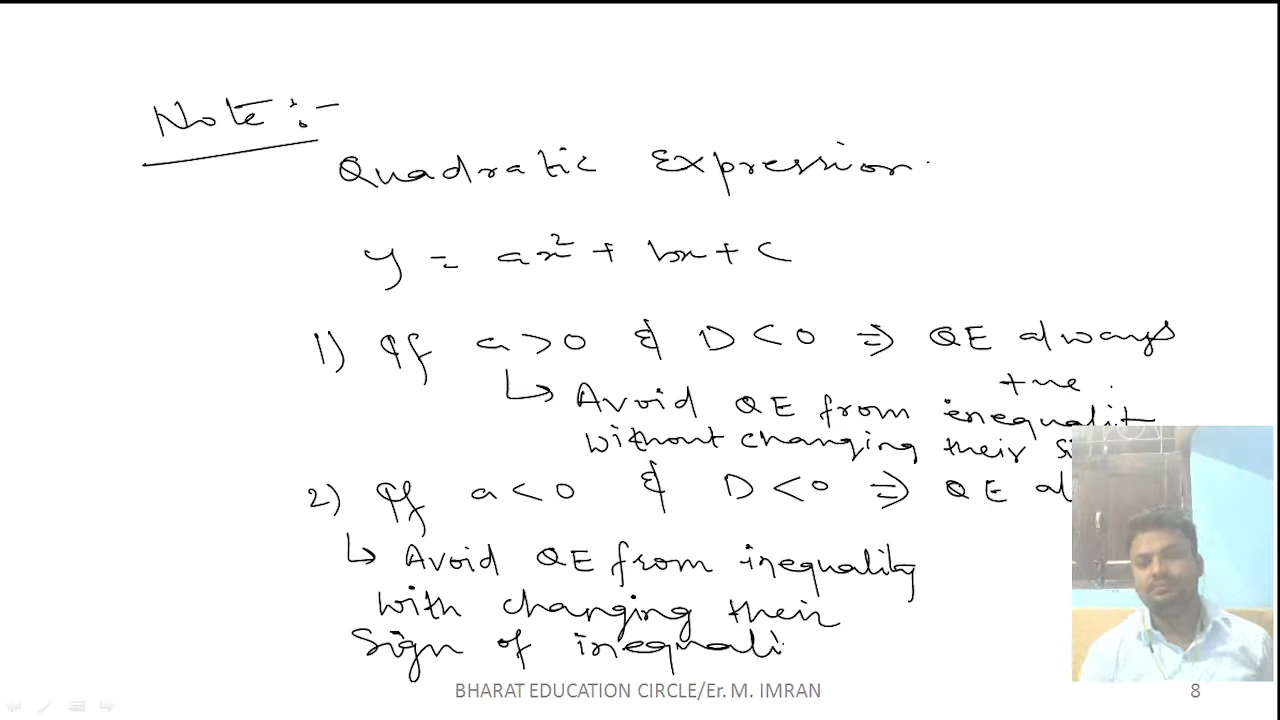 Note :-
Quadratic Expression.
y = ax² + bx + c
1) If a > 0 & D < 0 ⇒ QE always
+ve.
↳ Avoid QE from inequalit
without changing their si
2) If a < 0 & D < 0 ⇒ QE al
↳ Avoid QE from inequality
with changing their
sign of inequali
BHARAT EDUCATION CIRCLE/Er. M. IMRAN
8